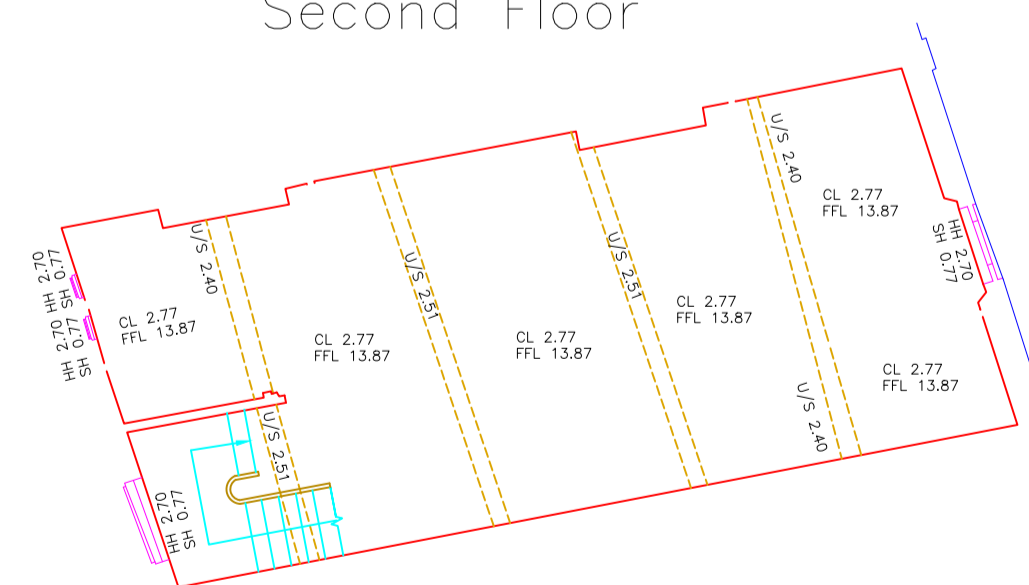 Second Floor
U/S 2.40
CL 2.77
FFL 13.87
U/S 2.40
HH 2.70
SH 0.77
HH 2.70
SH 0.77
U/S 2.51
U/S 2.51
HH 2.70
SH 0.77
CL 2.77
FFL 13.87
CL 2.77
FFL 13.87
CL 2.77
FFL 13.87
CL 2.77
FFL 13.87
CL 2.77
FFL 13.87
U/S 2.40
U/S 2.51
HH 2.70
SH 0.77